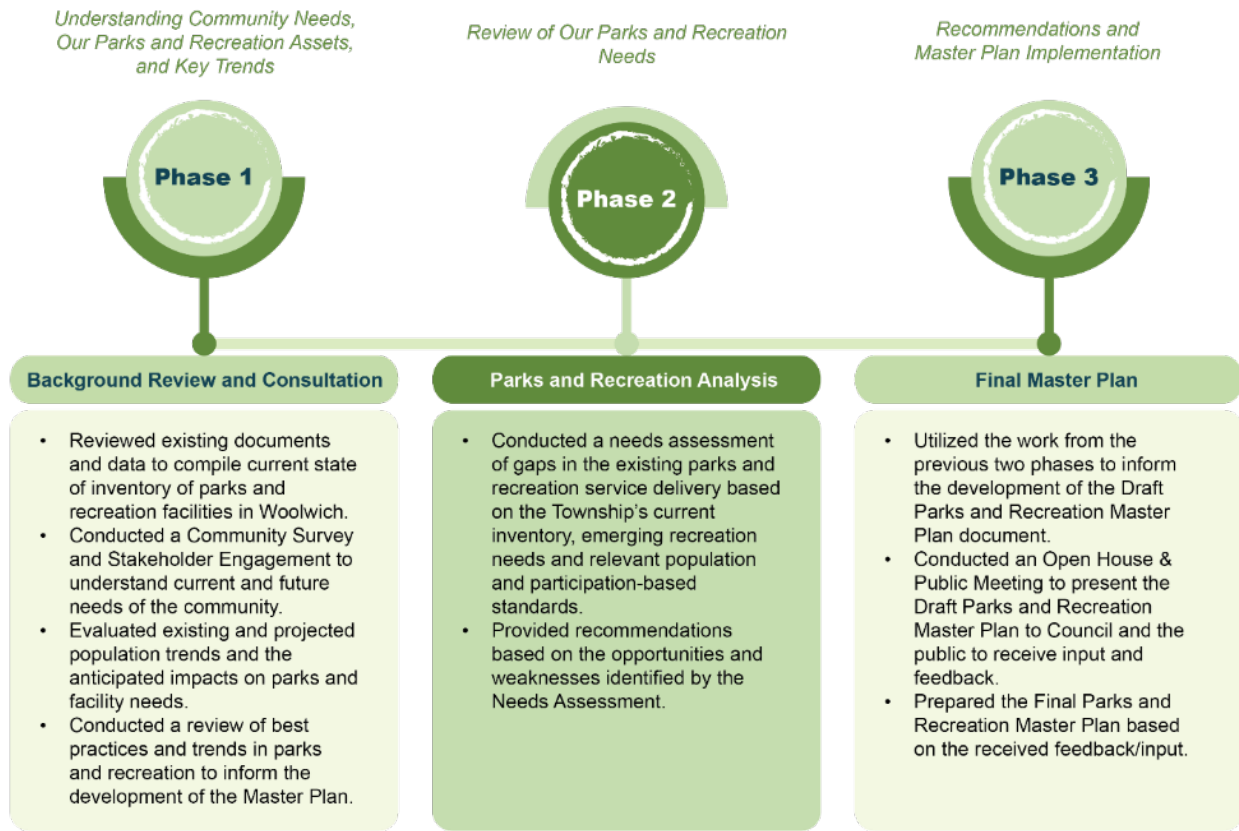 Understanding Community Needs,
Our Parks and Recreation Assets,
and Key Trends
Phase 1
Background Review and Consultation
• Reviewed existing documents
and data to compile current state
of inventory of parks and
recreation facilities in Woolwich.
• Conducted a Community Survey
and Stakeholder Engagement to
understand current and future
needs of the community.
• Evaluated existing and projected
population trends and the
anticipated impacts on parks and
facility needs.
• Conducted a review of best
practices and trends in parks
and recreation to inform the
development of the Master Plan.
Review of Our Parks and Recreation
Needs
Phase 2
Parks and Recreation Analysis
• Conducted a needs assessment
of gaps in the existing parks and
recreation service delivery based
on the Township's current
inventory, emerging recreation
needs and relevant population
and participation-based
standards.
• Provided recommendations
based on the opportunities and
weaknesses identified by the
Needs Assessment.
Recommendations and
Master Plan Implementation
Phase 3
Final Master Plan
• Utilized the work from the
previous two phases to inform
the development of the Draft
Parks and Recreation Master
Plan document.
• Conducted an Open House &
Public Meeting to present the
Draft Parks and Recreation
Master Plan to Council and the
public to receive input and
feedback.
• Prepared the Final Parks and
Recreation Master Plan based
on the received feedback/input.